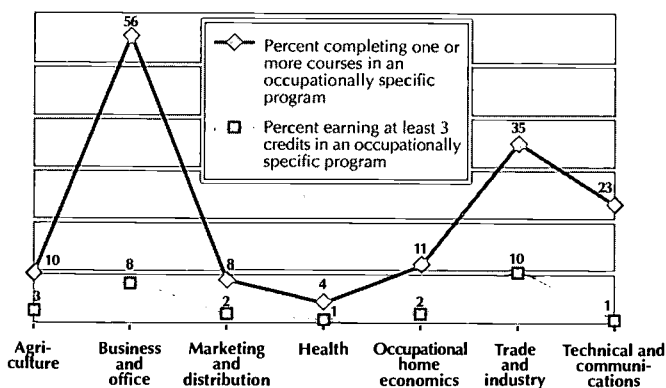 56
Percent completing one or
more courses in an
occupationally specific
program
Percent earning at least 3
credits in an occupationally
specific program
35
23
10
8
8
11
10
3
2
4
1
2
1
Agri-
culture
Business
and
office
Marketing
and
distribution
Health
Occupational
home
economics
Trade
and
industry
Technical and
communi-
cations